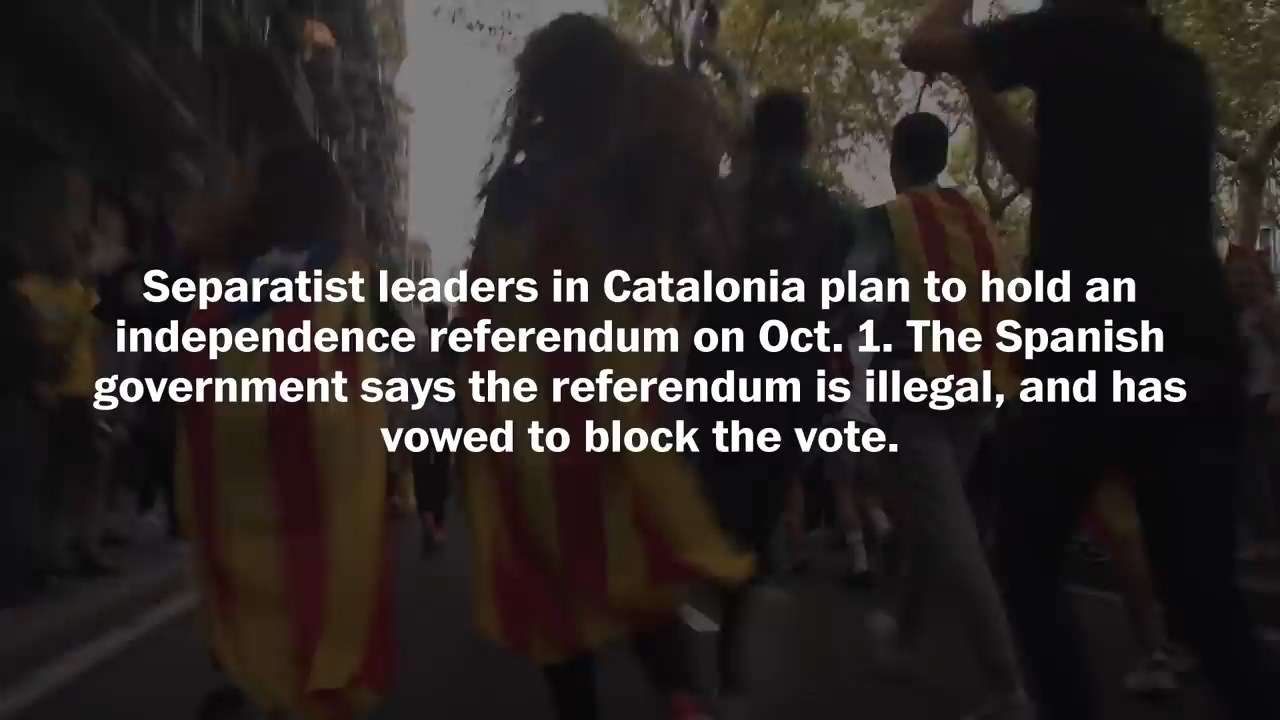 Separatist leaders in Catalonia plan to hold an
independence referendum on Oct. 1. The Spanish
government says the referendum is illegal, and has
vowed to block the vote.